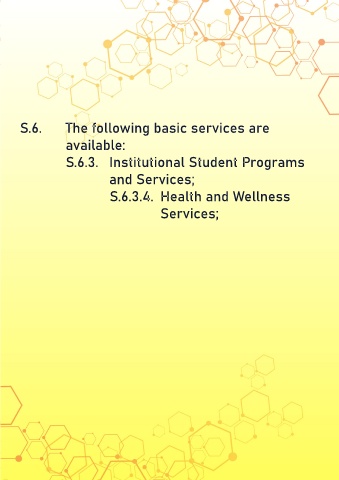 S.6. The following basic services are
available:
S.6.3. Institutional Student Programs
and Services;
S.6.3.4. Health and Wellness
Services;